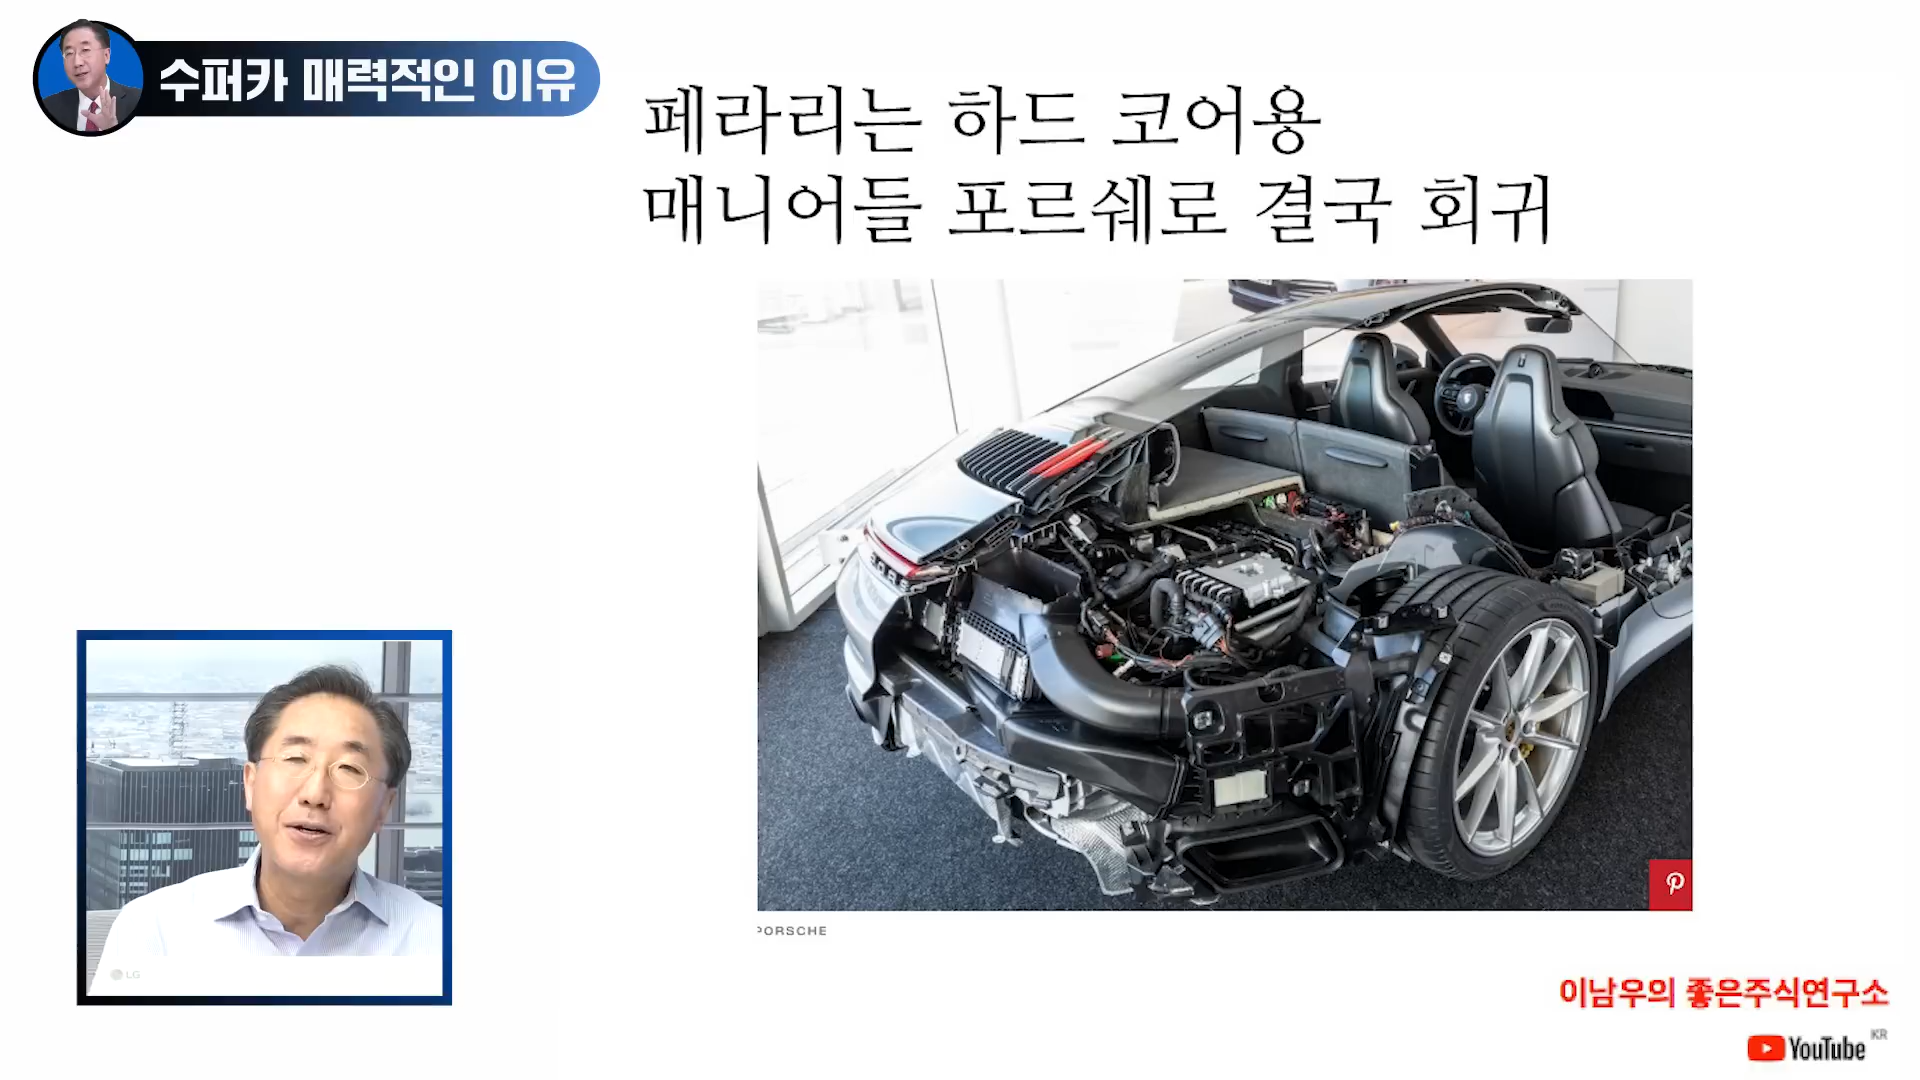 수퍼카 매력적인 이유
페라리는 하드 코어용
매니어들 포르쉐로 결국 회귀
PORSCHE
LG
이남우의 좋은주식연구소
YouTube KR